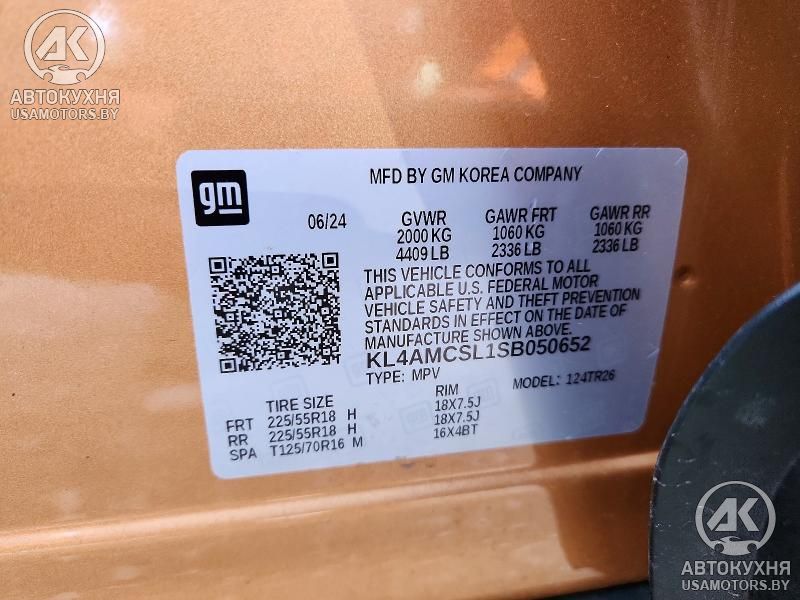 AK
АВТОКУХНЯ
USAMOTORS.BY
gm
MFD BY GM KOREA COMPANY
06/24 GVWR GAWR FRT GAWR RR
2000 KG 1060 KG 1060 KG
4409 LB 2336 LB 2336 LB
THIS VEHICLE CONFORMS TO ALL
APPLICABLE U.S. FEDERAL MOTOR
VEHICLE SAFETY AND THEFT PREVENTION
STANDARDS IN EFFECT ON THE DATE OF
MANUFACTURE SHOWN ABOVE.
KL4AMCSL1SB050652
TYPE: MPV MODEL: 124TR26
TIRE SIZE RIM
FRT 225/55R18 H 18X7.5J
RR 225/55R18 H 18X7.5J
SPA T125/70R16 M 16X4BT
AK
АВТОКУХНЯ
USAMOTORS.BY